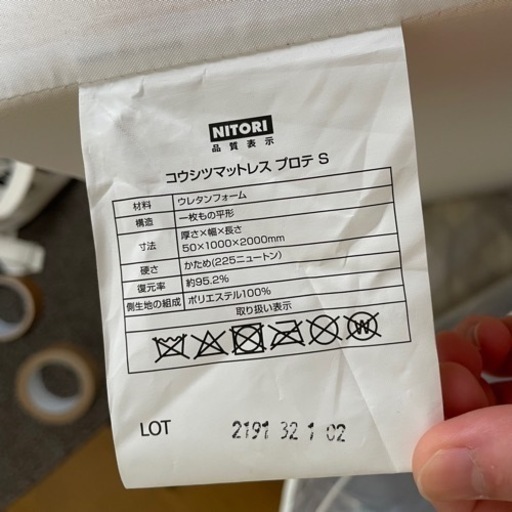 NITORI
品質表示
コウシツマットレス プロテ S
材料 ウレタンフォーム
構造 一枚もの平形
寸法 厚さ×幅×長さ
50×1000×2000mm
硬さ かため(225ニュートン)
復元率 約95.2%
側生地の組成 ポリエステル100%
取り扱い表示
W
LOT 2191 32 1 02